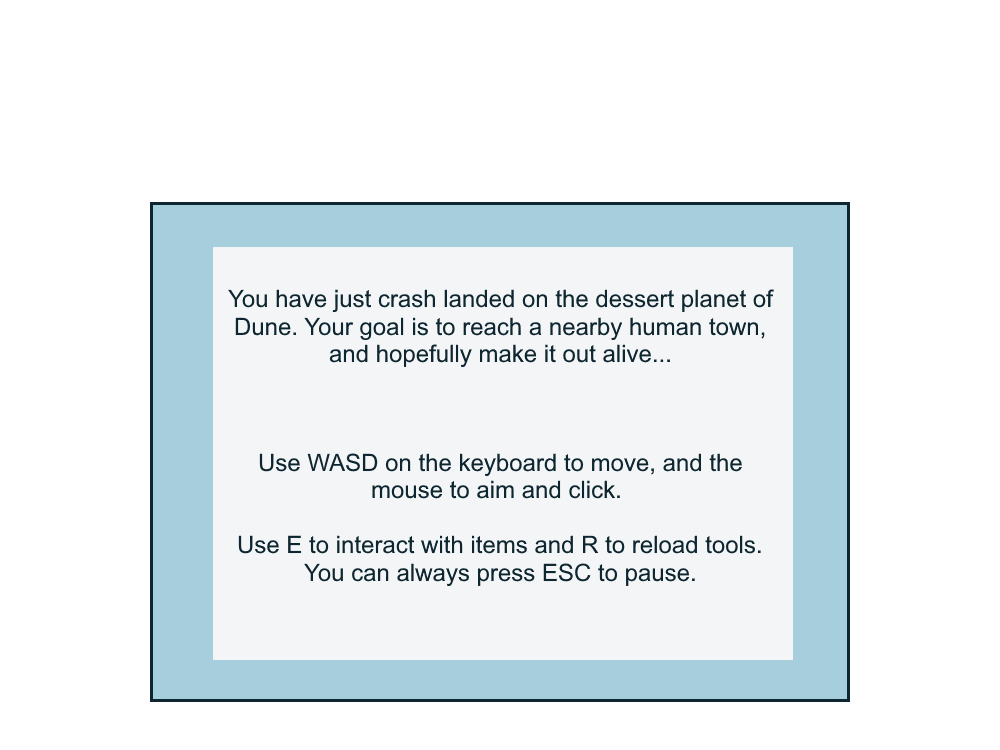 You have just crash landed on the dessert planet of
Dune. Your goal is to reach a nearby human town,
and hopefully make it out alive...
Use WASD on the keyboard to move, and the
mouse to aim and click.
Use E to interact with items and R to reload tools.
You can always press ESC to pause.